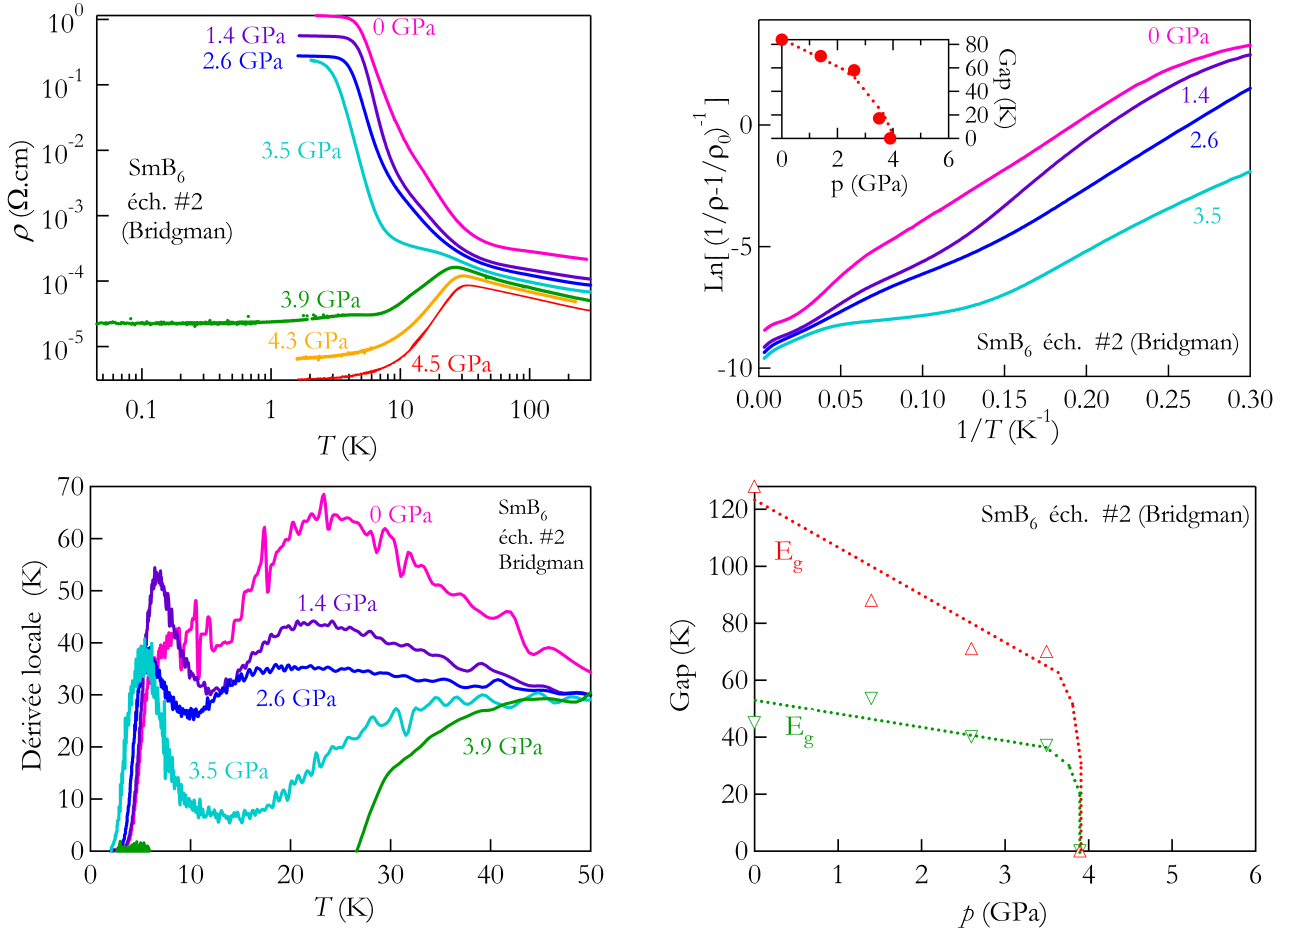 10⁰
10⁻¹
10⁻²
10⁻³
10⁻⁴
10⁻⁵
ρ (Ω.cm)
0 GPa
1.4 GPa
2.6 GPa
3.5 GPa
SmB₆
éch. #2
(Bridgman)
3.9 GPa
4.3 GPa
4.5 GPa
0.1 1 10 100
T (K)
0
-5
-10
Ln[ (1/ρ-1/ρ₀)⁻¹ ]
80
60
40
20
0
Gap (K)
0 2 4 6
p (GPa)
0 GPa
1.4
2.6
3.5
SmB₆ éch. #2 (Bridgman)
0.00 0.05 0.10 0.15 0.20 0.25 0.30
1/T (K⁻¹)
70
60
50
40
30
20
10
0
Dérivée locale (K)
SmB₆
éch. #2
Bridgman
0 GPa
1.4 GPa
2.6 GPa
3.5 GPa
3.9 GPa
0 10 20 30 40 50
T (K)
120
100
80
60
40
20
0
Gap (K)
SmB₆ éch. #2 (Bridgman)
E_g
E_g
0 1 2 3 4 5 6
p (GPa)